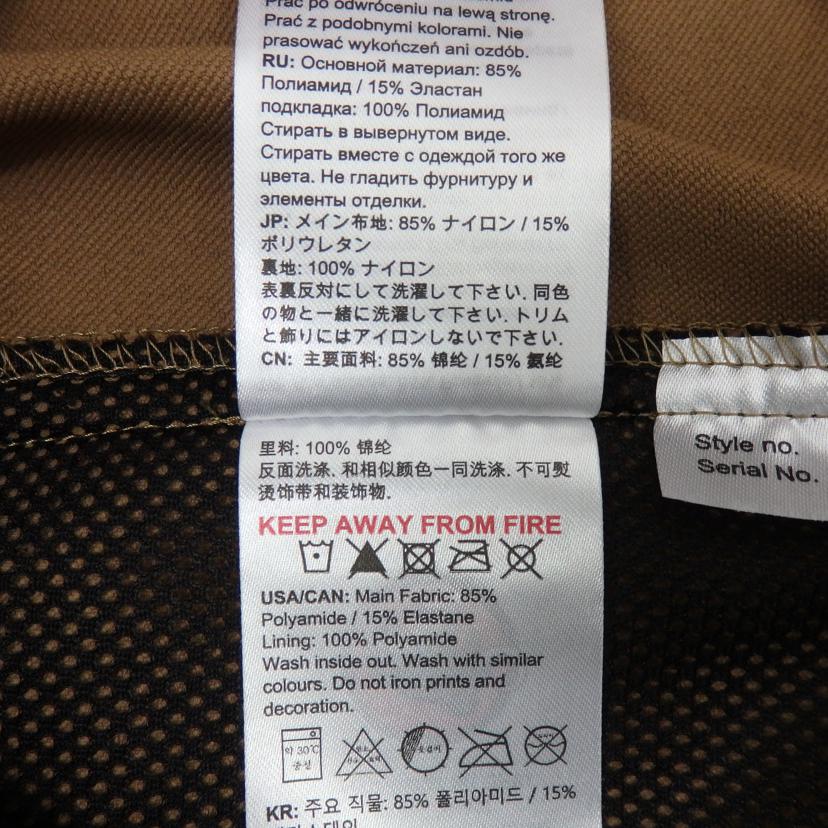 Prać po odwróceniu na lewą stronę.
Prać z podobnymi kolorami. Nie
prasować wykończeń ani ozdób.
RU: Основной материал: 85%
Полиамид / 15% Эластан
подкладка: 100% Полиамид
Стирать в вывернутом виде.
Стирать вместе с одеждой того же
цвета. Не гладить фурнитуру и
элементы отделки.
JP: メイン布地: 85% ナイロン / 15%
ポリウレタン
裏地: 100% ナイロン
表裏反対にして洗濯して下さい. 同色
の物と一緒に洗濯して下さい. トリム
と飾りにはアイロンしないで下さい.
CN: 主要面料: 85% 锦纶 / 15% 氨纶
里料: 100% 锦纶
反面洗涤. 和相似颜色一同洗涤. 不可熨
烫饰带和装饰物.
KEEP AWAY FROM FIRE
USA/CAN: Main Fabric: 85%
Polyamide / 15% Elastane
Lining: 100% Polyamide
Wash inside out. Wash with similar
colours. Do not iron prints and
decoration.
약 30℃
중성
KR: 주요 직물: 85% 폴리아미드 / 15%
Style no.
Serial No.